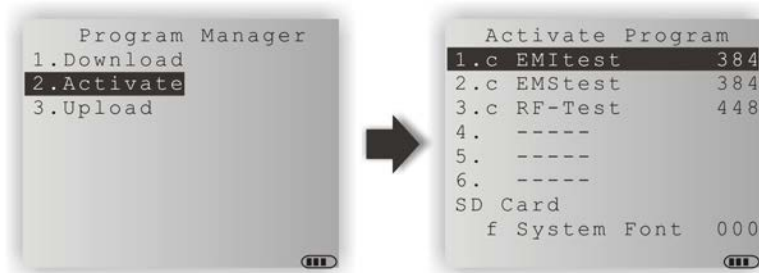 Program Manager
1.Download
2.Activate
3.Upload
Activate Program
1.c EMItest 384
2.c EMStest 384
3.c RF-Test 448
4. -----
5. -----
6. -----
SD Card
f System Font 000